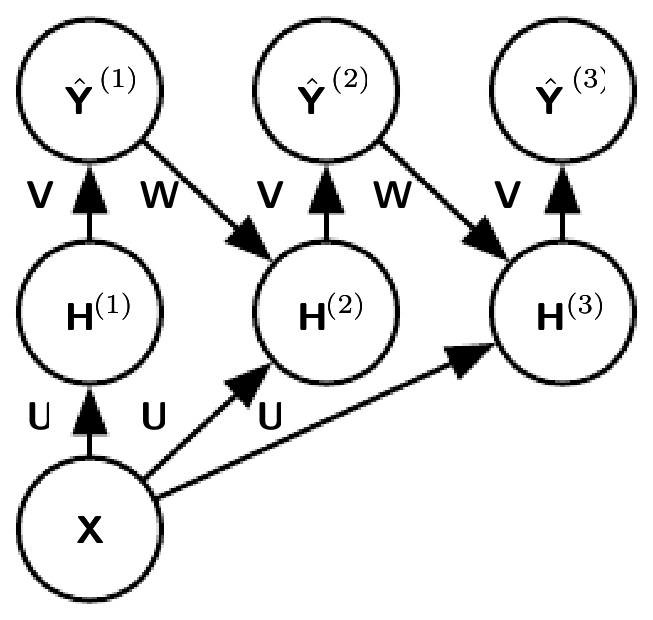 Ŷ(1) Ŷ(2) Ŷ(3)
V W V W V
H(1) H(2) H(3)
U U U
X